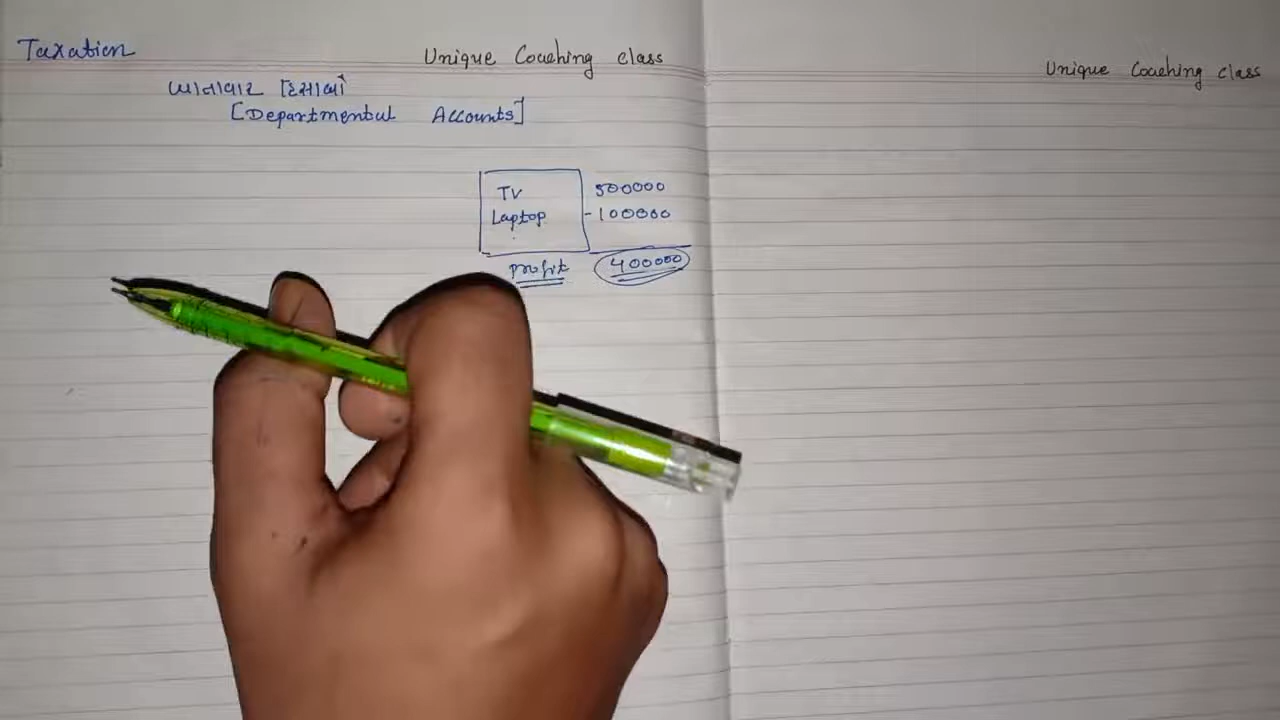 Taxation
Unique Coaching class
Unique Coaching class
ખાતાવાર હિસાબો
[Departmental Accounts]
TV 500000
Laptop - 100000
profit 400000